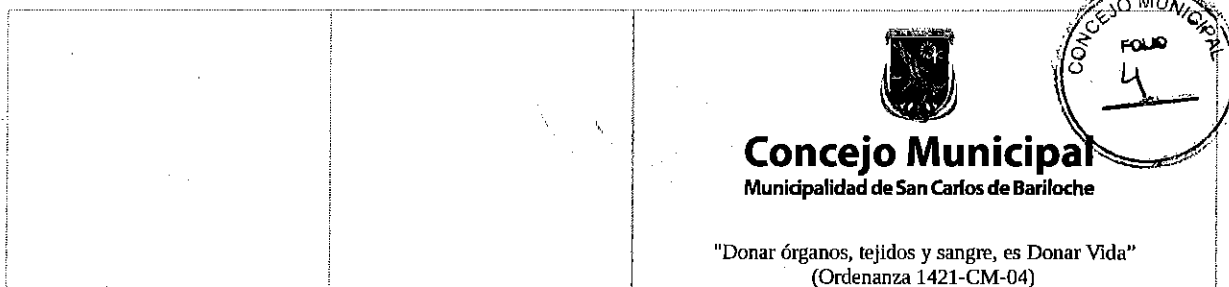 CONCEJO MUNICIPAL
FOLIO
4
Concejo Municipal
Municipalidad de San Carlos de Bariloche
"Donar órganos, tejidos y sangre, es Donar Vida”
(Ordenanza 1421-CM-04)